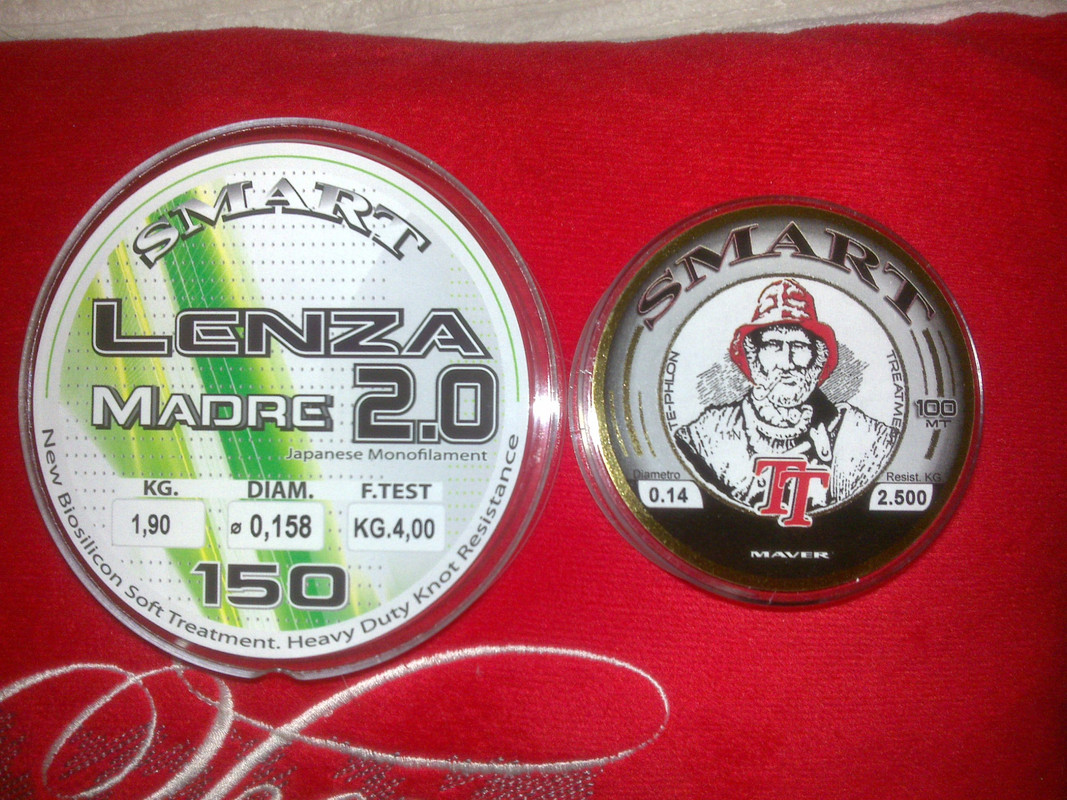 SMART
LENZA
MADRE 2.0
Japanese Monofilament
KG. DIAM. F.TEST
1,90 ø 0,158 KG.4,00
150
New Biosilicon Soft Treatment. Heavy Duty Knot Resistance
SMART
TREATMENT
100
MT
Diametro Resist. KG
0.14 2.500
TT
MAVER